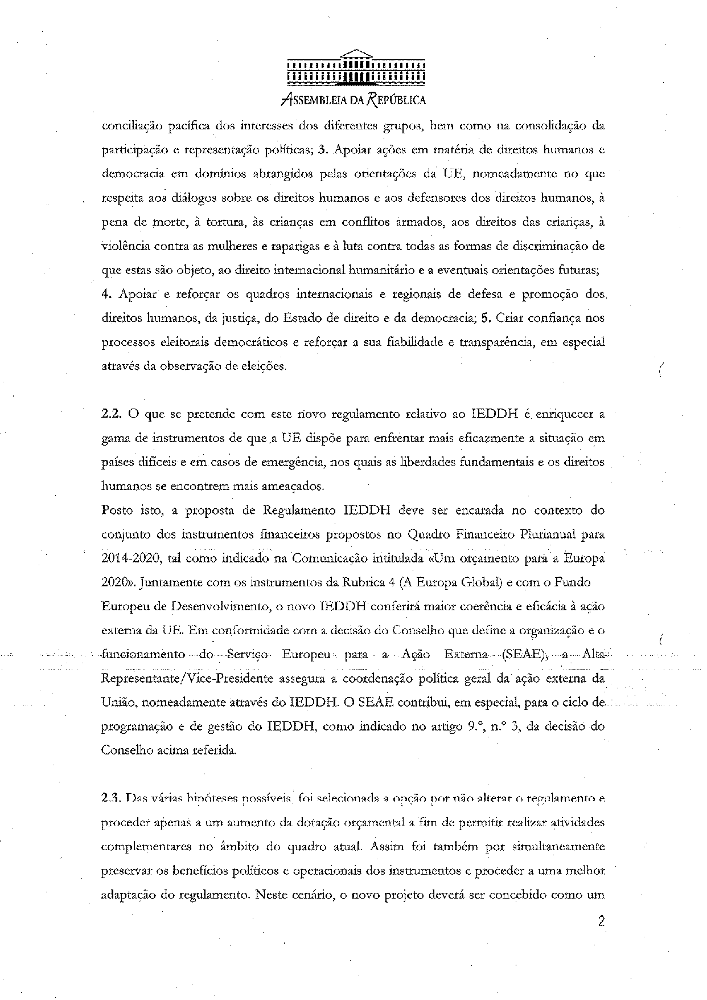 ASSEMBLEIA DA REPÚBLICA
conciliação pacífica dos interesses dos diferentes grupos, bem como na consolidação da
participação e representação políticas; 3. Apoiar ações em matéria de direitos humanos e
democracia em domínios abrangidos pelas orientações da UE, nomeadamente no que
respeita aos diálogos sobre os direitos humanos e aos defensores dos direitos humanos, à
pena de morte, à tortura, às crianças em conflitos armados, aos direitos das crianças, à
violência contra as mulheres e raparigas e à luta contra todas as formas de discriminação de
que estas são objeto, ao direito internacional humanitário e a eventuais orientações futuras;
4. Apoiar e reforçar os quadros internacionais e regionais de defesa e promoção dos
direitos humanos, da justiça, do Estado de direito e da democracia; 5. Criar confiança nos
processos eleitorais democráticos e reforçar a sua fiabilidade e transparência, em especial
através da observação de eleições.
2.2. O que se pretende com este novo regulamento relativo ao IEDDH é enriquecer a
gama de instrumentos de que a UE dispõe para enfrentar mais eficazmente a situação em
países difíceis e em casos de emergência, nos quais as liberdades fundamentais e os direitos
humanos se encontrem mais ameaçados.
Posto isto, a proposta de Regulamento IEDDH deve ser encarada no contexto do
conjunto dos instrumentos financeiros propostos no Quadro Financeiro Plurianual para
2014-2020, tal como indicado na Comunicação intitulada «Um orçamento para a Europa
2020». Juntamente com os instrumentos da Rubrica 4 (A Europa Global) e com o Fundo
Europeu de Desenvolvimento, o novo IEDDH conferirá maior coerência e eficácia à ação
externa da UE. Em conformidade com a decisão do Conselho que define a organização e o
funcionamento do Serviço Europeu para a Ação Externa (SEAE), a Alta-
Representante/Vice-Presidente assegura a coordenação política geral da ação externa da
União, nomeadamente através do IEDDH. O SEAE contribui, em especial, para o ciclo de
programação e de gestão do IEDDH, como indicado no artigo 9.º, n.º 3, da decisão do
Conselho acima referida.
2.3. Das várias hipóteses possíveis foi selecionada a opção por não alterar o regulamento e
proceder apenas a um aumento da dotação orçamental a fim de permitir realizar atividades
complementares no âmbito do quadro atual. Assim foi também por simultaneamente
preservar os benefícios políticos e operacionais dos instrumentos e proceder a uma melhor
adaptação do regulamento. Neste cenário, o novo projeto deverá ser concebido como um
2